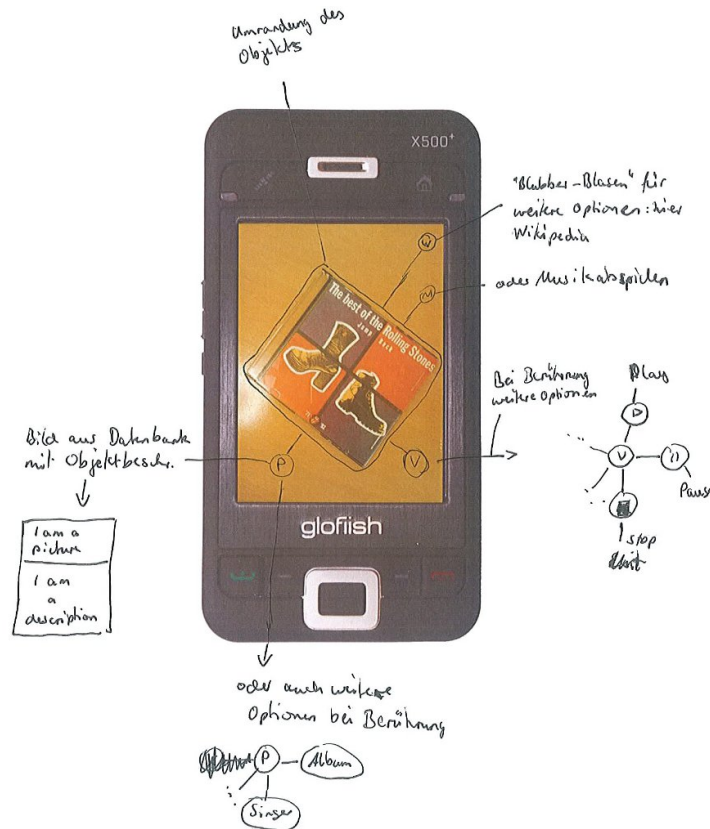 Umrandung des
Objekts
X500+
"Blubber-Blasen" für
weitere Optionen: hier
Wikipedia
W
M
oder Musikabspielen
The best of the Rolling Stones
Bei Berührung
weitere Optionen
Play
V
Pause
Stop
Bild aus Datenbank
mit Objektbeschr.
P
V
I am a
picture
I am
a
description
glofiish
oder auch weitere
Optionen bei Berührung
P
Album
Singer